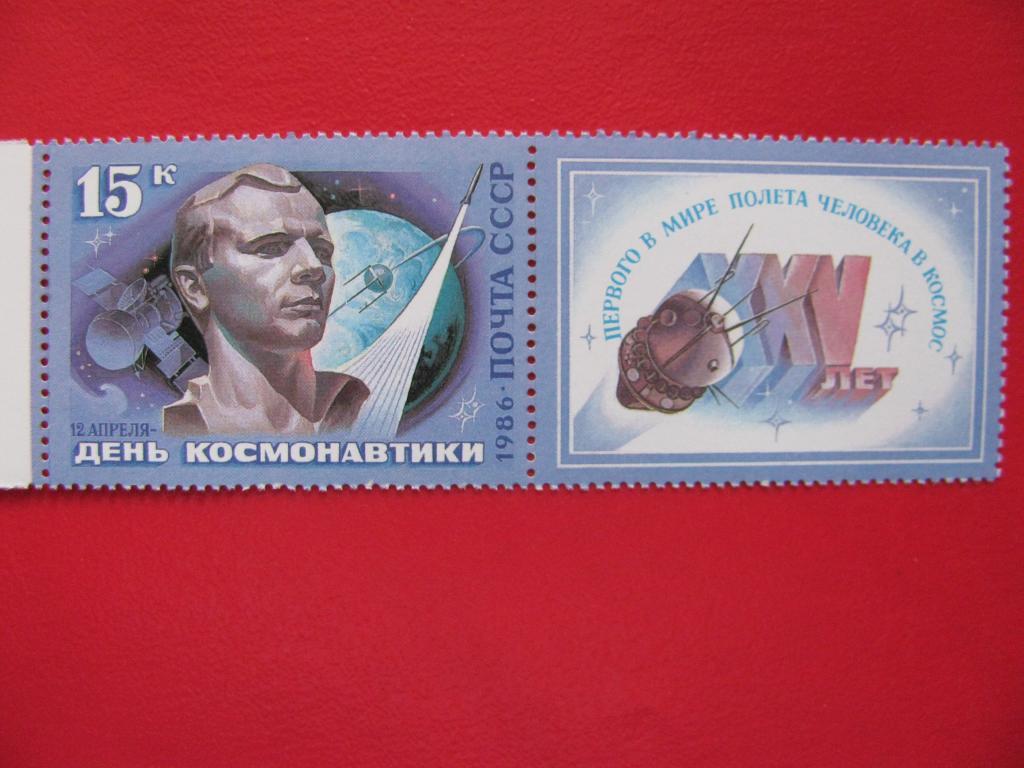 15 к
12 АПРЕЛЯ-
ДЕНЬ КОСМОНАВТИКИ
1986 · ПОЧТА СССР
ПЕРВОГО В МИРЕ ПОЛЕТА ЧЕЛОВЕКА В КОСМОС
XXV
ЛЕТ